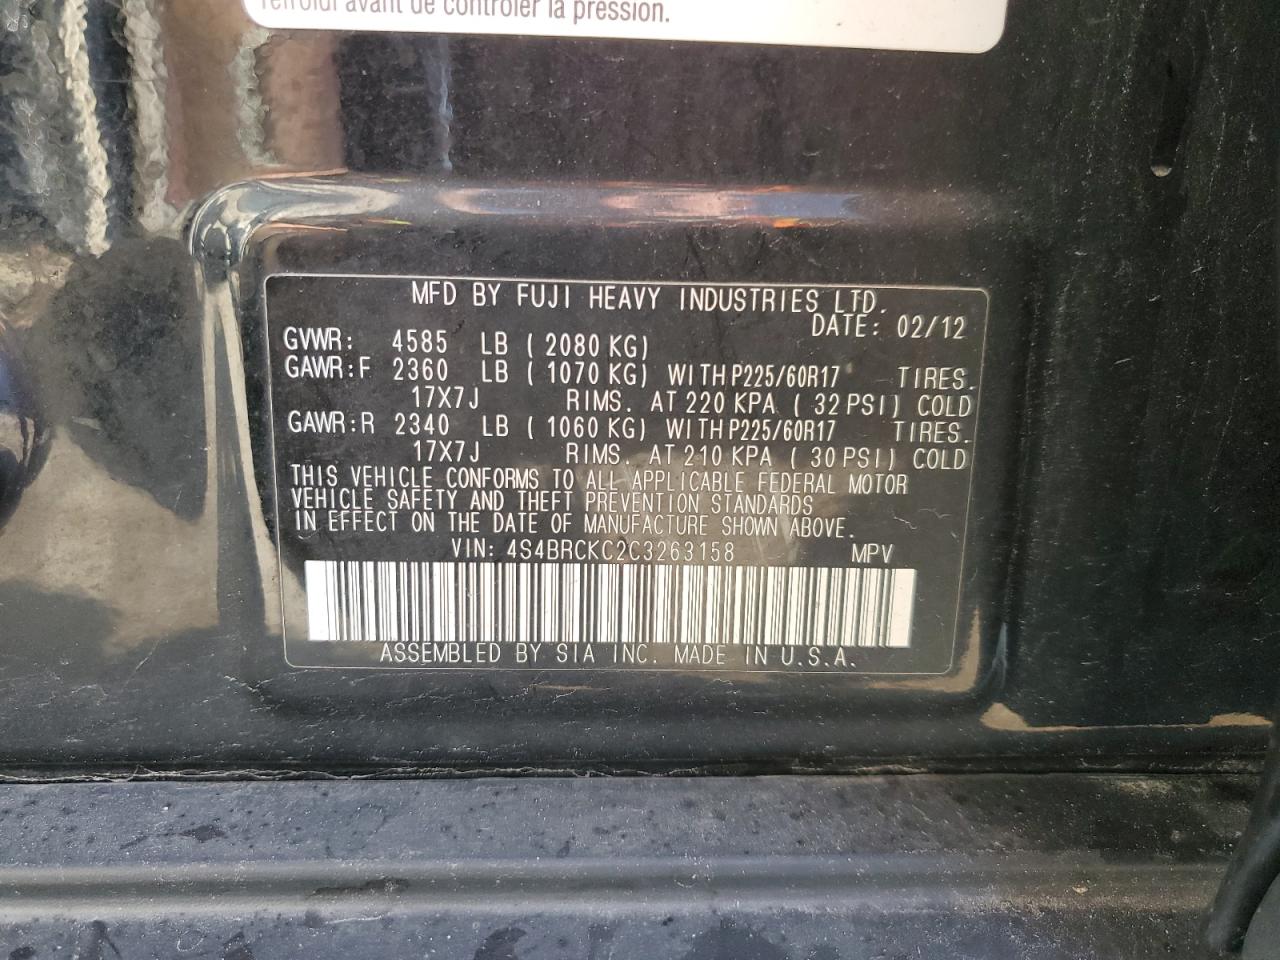 refroidi avant de contrôler la pression.
MFD BY FUJI HEAVY INDUSTRIES LTD.
DATE: 02/12
GVWR: 4585 LB ( 2080 KG)
GAWR:F 2360 LB ( 1070 KG) WITH P225/60R17 TIRES.
17X7J RIMS. AT 220 KPA ( 32 PSI) COLD
GAWR:R 2340 LB ( 1060 KG) WITH P225/60R17 TIRES.
17X7J RIMS. AT 210 KPA ( 30 PSI) COLD
THIS VEHICLE CONFORMS TO ALL APPLICABLE FEDERAL MOTOR
VEHICLE SAFETY AND THEFT PREVENTION STANDARDS
IN EFFECT ON THE DATE OF MANUFACTURE SHOWN ABOVE.
VIN: 4S4BRCKC2C3263158 MPV
ASSEMBLED BY SIA INC. MADE IN U.S.A.